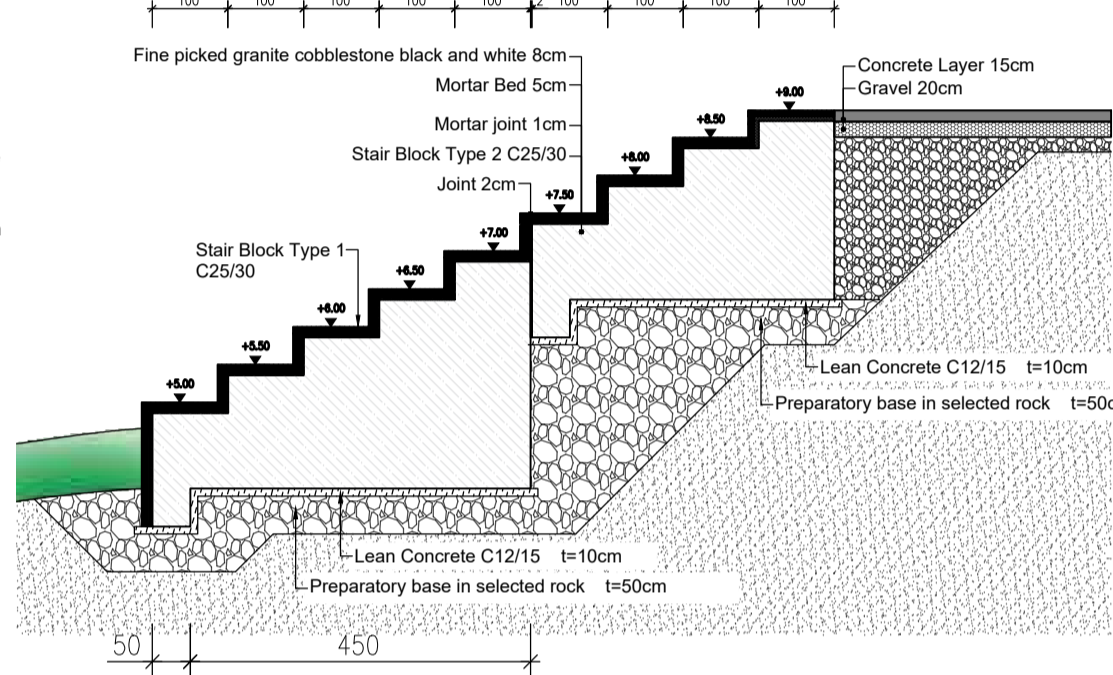 100 100 100 100 100 2 100 100 100 100
Fine picked granite cobblestone black and white 8cm
Mortar Bed 5cm
Mortar joint 1cm
Stair Block Type 2 C25/30
Joint 2cm
Stair Block Type 1
C25/30
Concrete Layer 15cm
Gravel 20cm
+9.00
+8.50
+8.00
+7.50
+7.00
+6.50
+6.00
+5.50
+5.00
Lean Concrete C12/15 t=10cm
Preparatory base in selected rock t=50c
Lean Concrete C12/15 t=10cm
Preparatory base in selected rock t=50cm
50 450